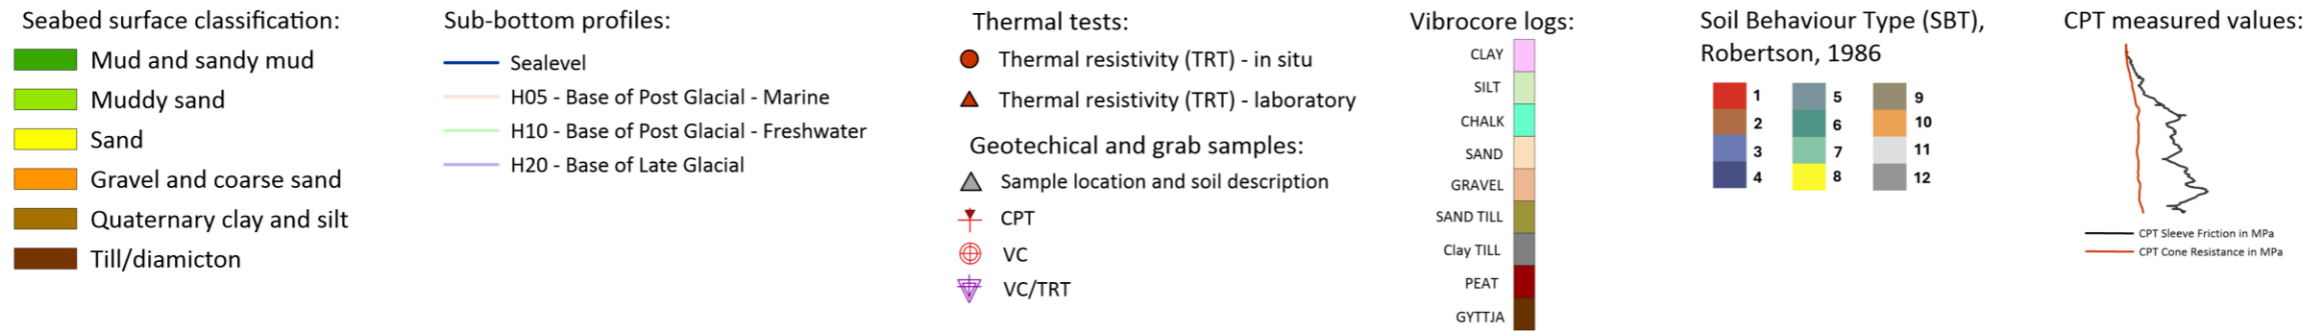 Seabed surface classification:
Mud and sandy mud
Muddy sand
Sand
Gravel and coarse sand
Quaternary clay and silt
Till/diamicton
Sub-bottom profiles:
Sealevel
H05 - Base of Post Glacial - Marine
H10 - Base of Post Glacial - Freshwater
H20 - Base of Late Glacial
Thermal tests:
Thermal resistivity (TRT) - in situ
Thermal resistivity (TRT) - laboratory
Geotechical and grab samples:
Sample location and soil description
CPT
VC
VC/TRT
Vibrocore logs:
CLAY
SILT
CHALK
SAND
GRAVEL
SAND TILL
Clay TILL
PEAT
GYTTJA
Soil Behaviour Type (SBT),
Robertson, 1986
1
2
3
4
5
6
7
8
9
10
11
12
CPT measured values:
CPT Sleeve Friction in MPa
CPT Cone Resistance in MPa